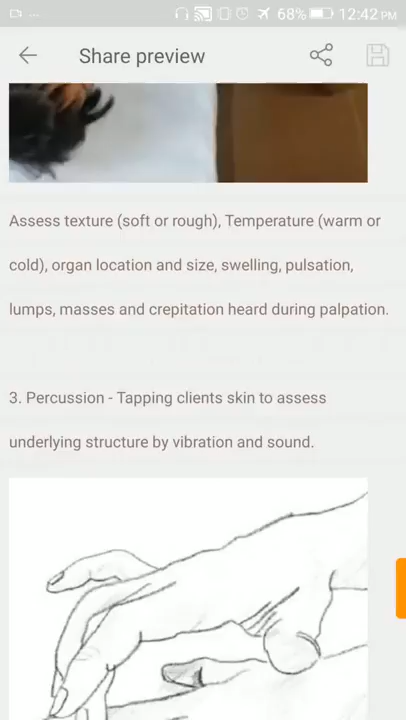 68% 12:42 PM
Share preview
Assess texture (soft or rough), Temperature (warm or
cold), organ location and size, swelling, pulsation,
lumps, masses and crepitation heard during palpation.
3. Percussion - Tapping clients skin to assess
underlying structure by vibration and sound.